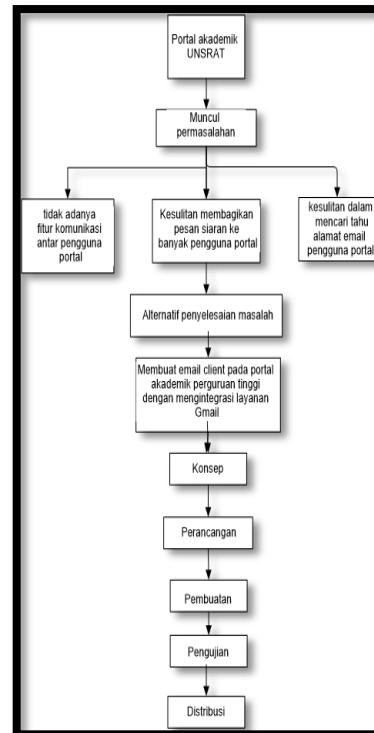 Portal akademik
UNSRAT
Muncul
permasalahan
tidak adanya
fitur komunikasi
antar pengguna
portal
Kesulitan membagikan
pesan siaran ke
banyak pengguna portal
kesulitan dalam
mencari tahu
alamat email
pengguna portal
Alternatif penyelesaian masalah
Membuat email client pada portal
akademik perguruan tinggi
dengan mengintegrasi layanan
Gmail
Konsep
Perancangan
Pembuatan
Pengujian
Distribusi